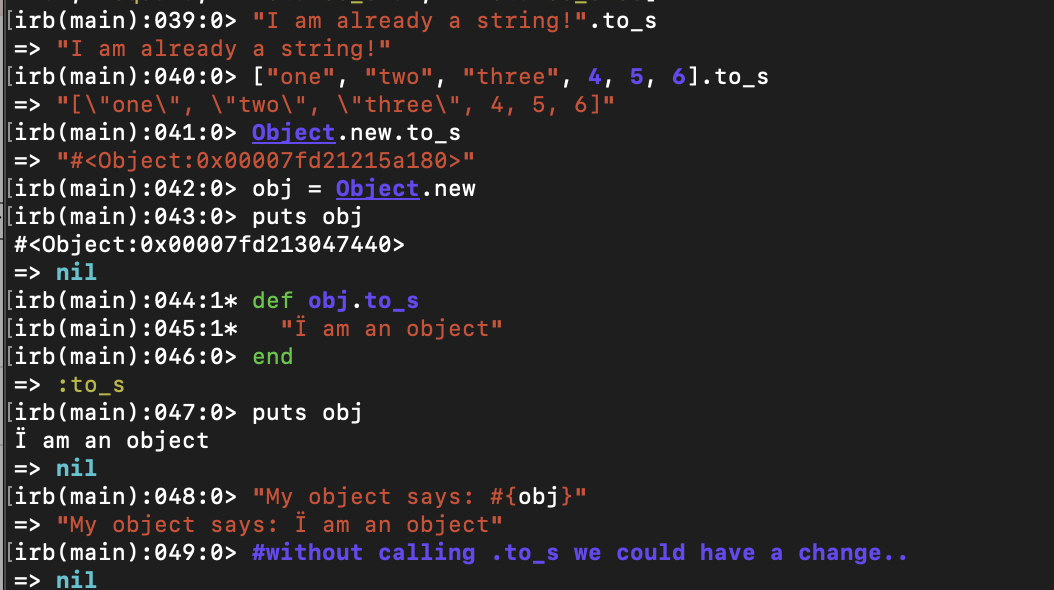 irb(main):039:0> "I am already a string!".to_s
=> "I am already a string!"
irb(main):040:0> ["one", "two", "three", 4, 5, 6].to_s
=> "[\"one\", \"two\", \"three\", 4, 5, 6]"
irb(main):041:0> Object.new.to_s
=> "#<Object:0x00007fd21215a180>"
irb(main):042:0> obj = Object.new
irb(main):043:0> puts obj
#<Object:0x00007fd213047440>
=> nil
irb(main):044:1* def obj.to_s
irb(main):045:1*   "Ï am an object"
irb(main):046:0> end
=> :to_s
irb(main):047:0> puts obj
Ï am an object
=> nil
irb(main):048:0> "My object says: #{obj}"
=> "My object says: Ï am an object"
irb(main):049:0> #without calling .to_s we could have a change..
=> nil